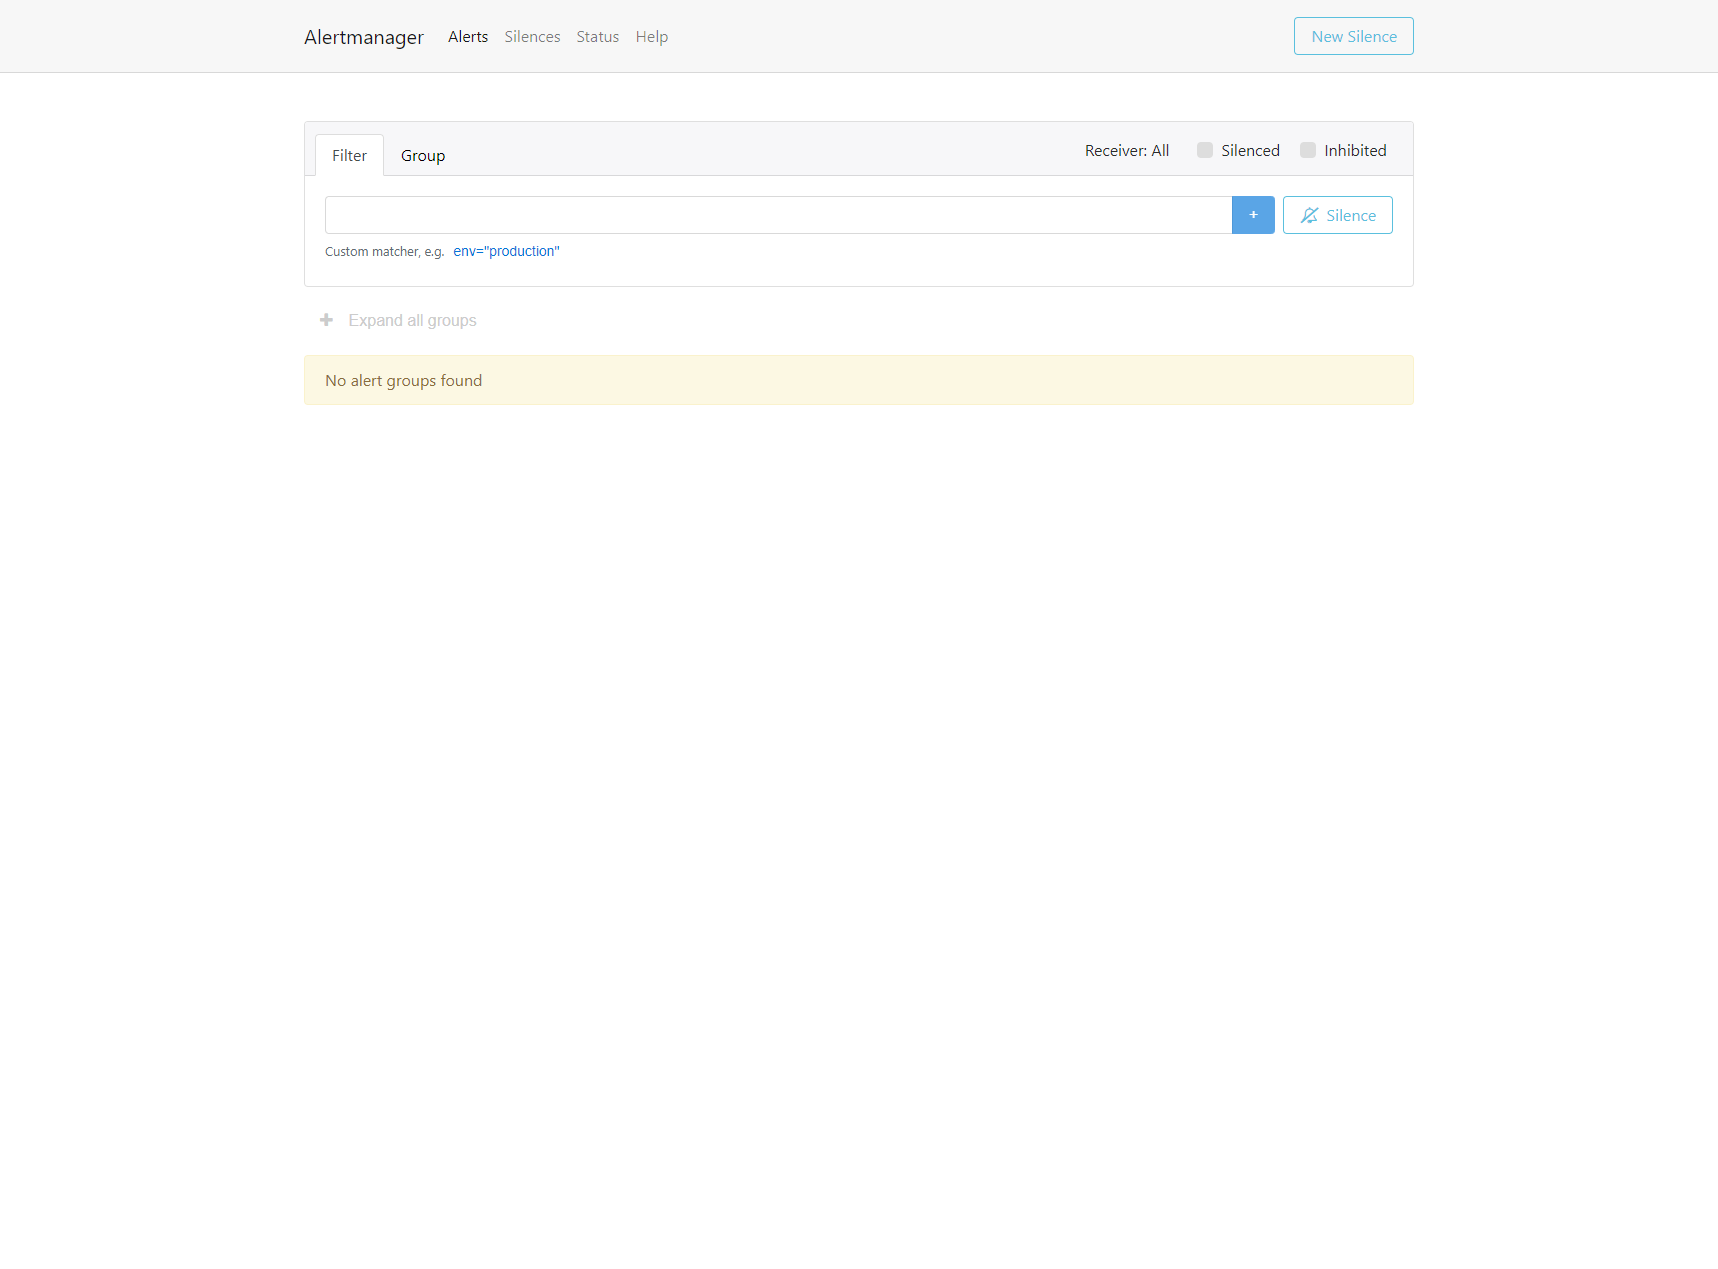 Alertmanager Alerts Silences Status Help New Silence
Filter Group Receiver: All Silenced Inhibited
+ Silence
Custom matcher, e.g. env="production"
+ Expand all groups
No alert groups found